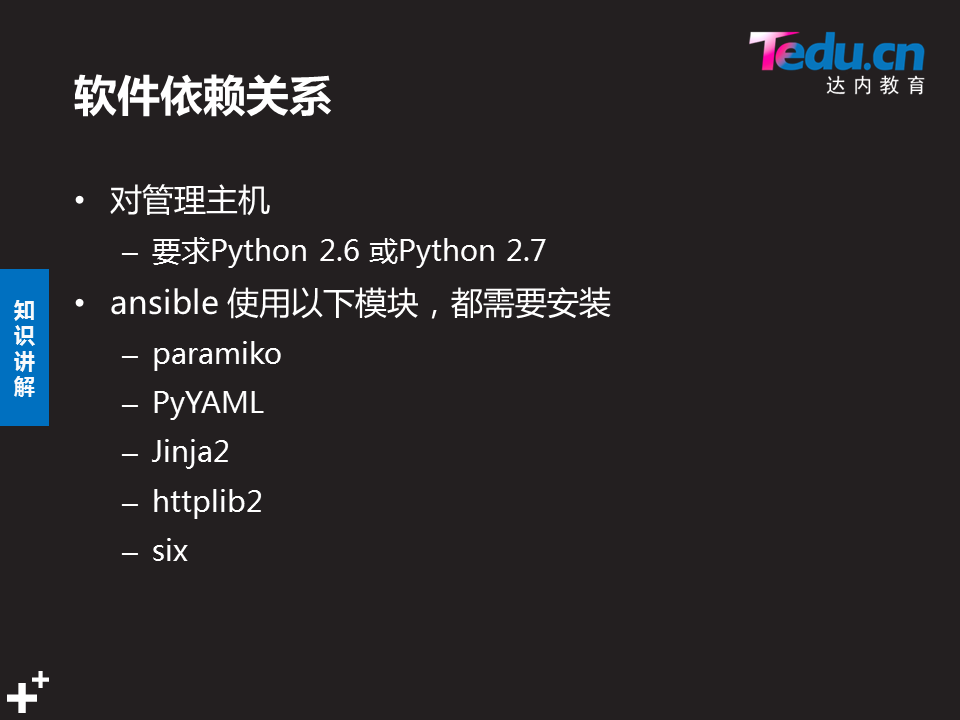 Tedu.cn
达内教育
软件依赖关系
• 对管理主机
– 要求Python 2.6 或Python 2.7
• ansible 使用以下模块，都需要安装
– paramiko
– PyYAML
– Jinja2
– httplib2
– six
知识讲解